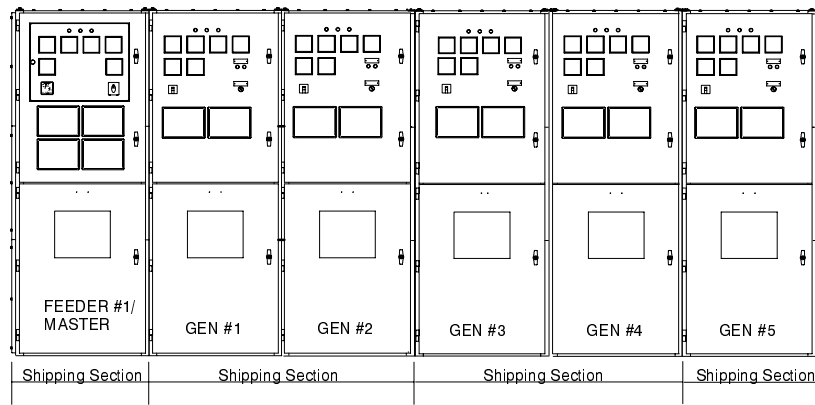 FEEDER #1/
MASTER
GEN #1
GEN #2
GEN #3
GEN #4
GEN #5
Shipping Section
Shipping Section
Shipping Section
Shipping Section